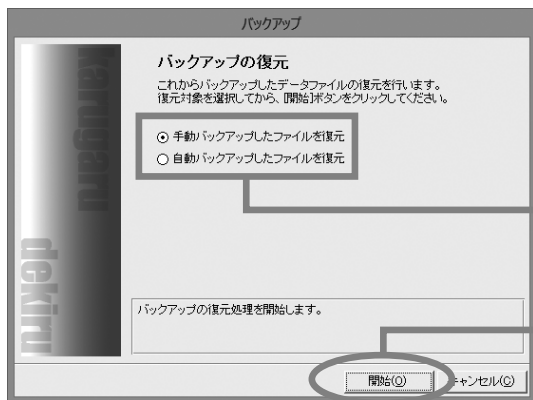 バックアップ
バックアップの復元
これからバックアップしたデータファイルの復元を行います。
復元対象を選択してから、[開始]ボタンをクリックしてください。
手動バックアップしたファイルを復元
自動バックアップしたファイルを復元
karugaru
dekiru
バックアップの復元処理を開始します。
開始(O)
キャンセル(C)